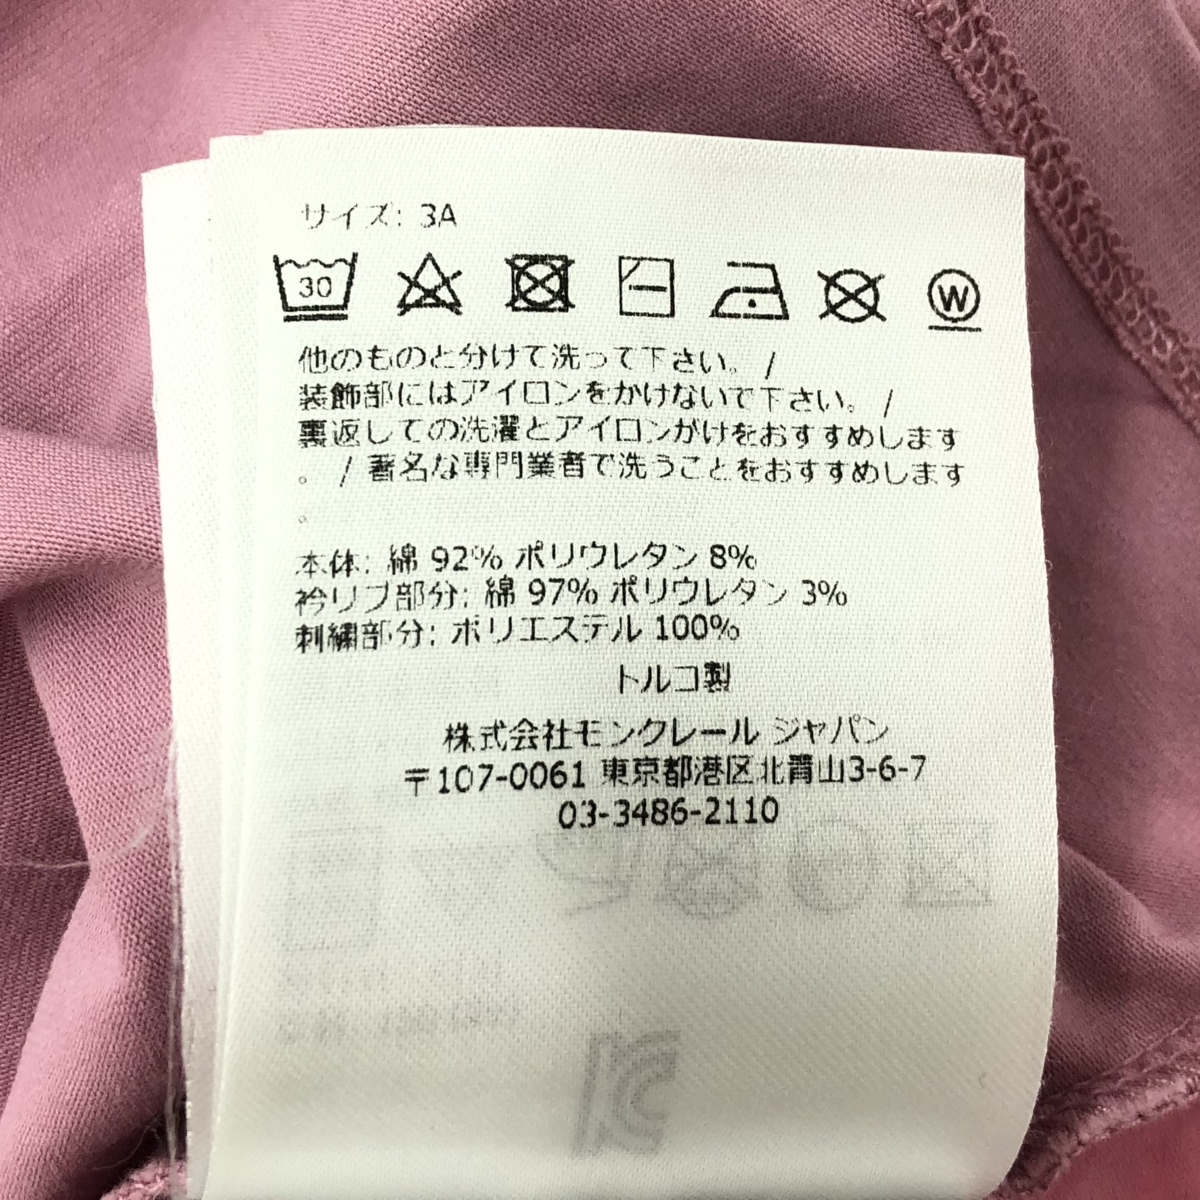 サイズ: 3A
30
W
他のものと分けて洗って下さい。 /
装飾部にはアイロンをかけないで下さい。 /
裏返しての洗濯とアイロンがけをおすすめします
。 / 著名な専門業者で洗うことをおすすめします
。
本体: 綿 92% ポリウレタン 8%
衿リブ部分: 綿 97% ポリウレタン 3%
刺繍部分: ポリエステル 100%
トルコ製
株式会社モンクレール ジャパン
〒107-0061 東京都港区北青山3-6-7
03-3486-2110